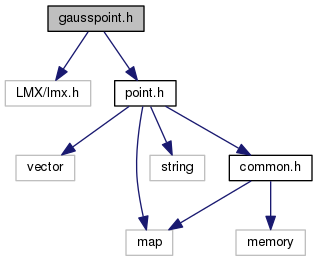 gausspoint.h
LMX/lmx.h
point.h
vector
string
common.h
map
memory